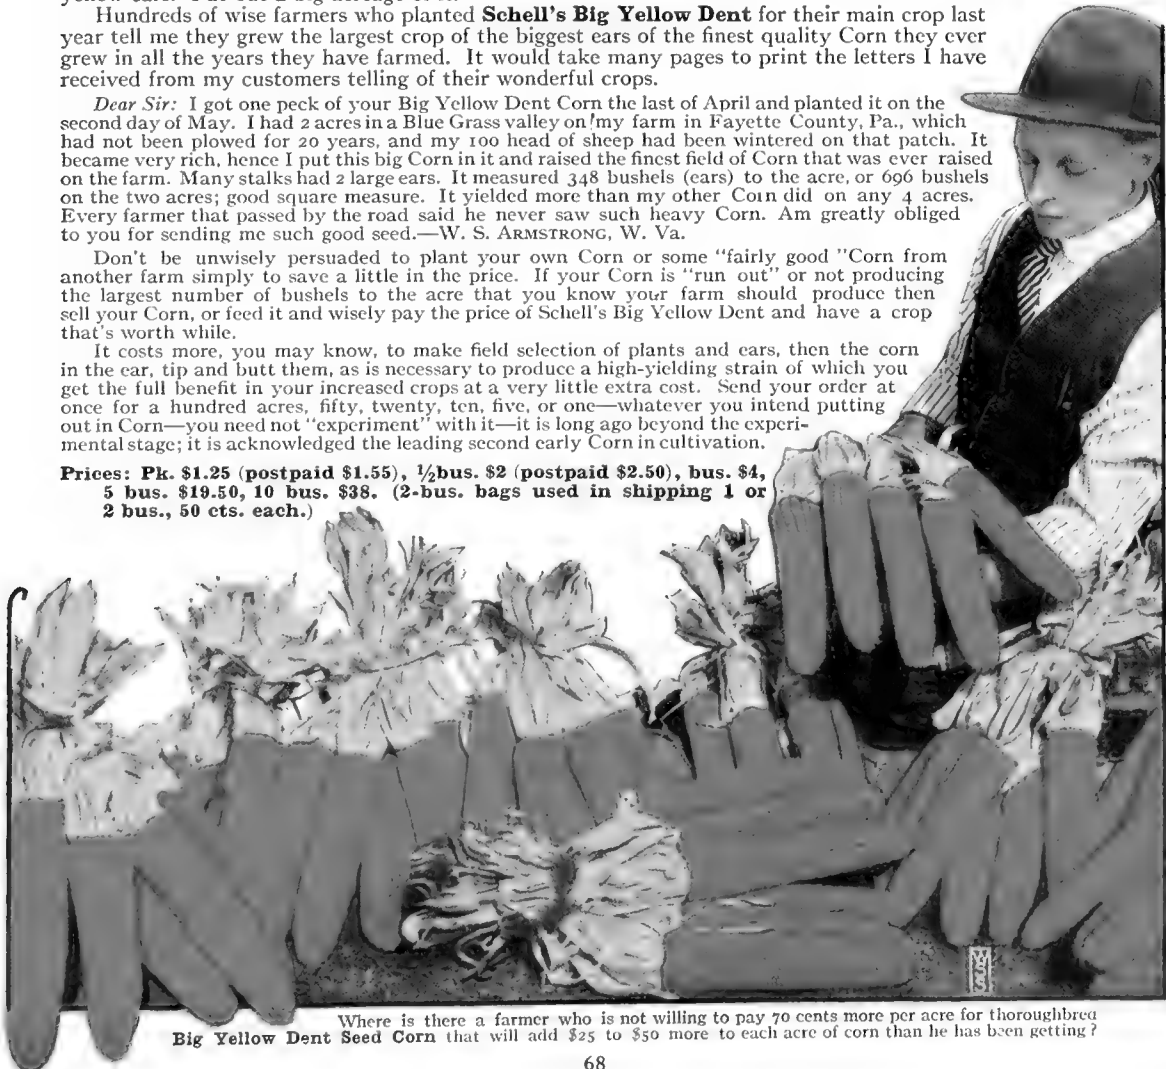 Hundreds of wise farmers who planted Schell's Big Yellow Dent for their main crop last
year tell me they grew the largest crop of the biggest ears of the finest quality Corn they ever
grew in all the years they have farmed. It would take many pages to print the letters I have
received from my customers telling of their wonderful crops.
Dear Sir: I got one peck of your Big Yellow Dent Corn the last of April and planted it on the
second day of May. I had 2 acres in a Blue Grass valley on my farm in Fayette County, Pa., which
had not been plowed for 20 years, and my 100 head of sheep had been wintered on that patch. It
became very rich, hence I put this big Corn in it and raised the finest field of Corn that was ever raised
on the farm. Many stalks had 2 large ears. It measured 348 bushels (ears) to the acre, or 696 bushels
on the two acres; good square measure. It yielded more than my other Corn did on any 4 acres.
Every farmer that passed by the road said he never saw such heavy Corn. Am greatly obliged
to you for sending me such good seed.—W. S. ARMSTRONG, W. Va.
Don't be unwisely persuaded to plant your own Corn or some "fairly good "Corn from
another farm simply to save a little in the price. If your Corn is "run out" or not producing
the largest number of bushels to the acre that you know your farm should produce then
sell your Corn, or feed it and wisely pay the price of Schell's Big Yellow Dent and have a crop
that's worth while.
It costs more, you may know, to make field selection of plants and ears, then the corn
in the ear, tip and butt them, as is necessary to produce a high-yielding strain of which you
get the full benefit in your increased crops at a very little extra cost. Send your order at
once for a hundred acres, fifty, twenty, ten, five, or one—whatever you intend putting
out in Corn—you need not "experiment" with it—it is long ago beyond the experi-
mental stage; it is acknowledged the leading second early Corn in cultivation.
Prices: Pk. $1.25 (postpaid $1.55), ½bus. $2 (postpaid $2.50), bus. $4,
5 bus. $19.50, 10 bus. $38. (2-bus. bags used in shipping 1 or
2 bus., 50 cts. each.)
Where is there a farmer who is not willing to pay 70 cents more per acre for thoroughbred
Big Yellow Dent Seed Corn that will add $25 to $50 more to each acre of corn than he has been getting?
68